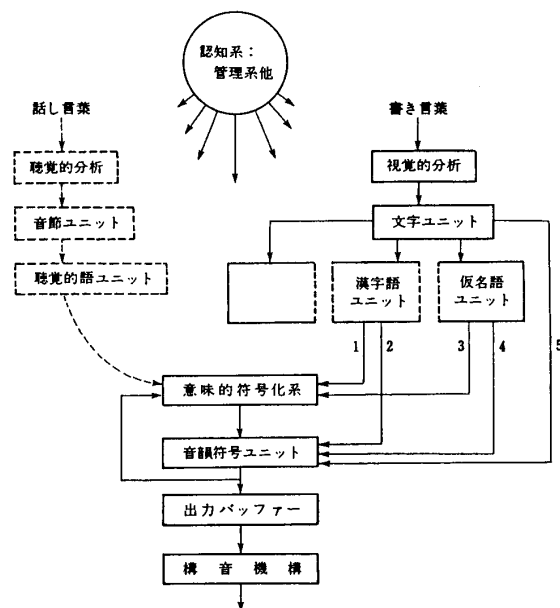 認知系：
管理系他
話し言葉
書き言葉
聴覚的分析
視覚的分析
音節ユニット
文字ユニット
聴覚的語ユニット
漢字語
ユニット
仮名語
ユニット
1
2
3
4
5
意味的符号化系
音韻符号ユニット
出力バッファー
構音機構